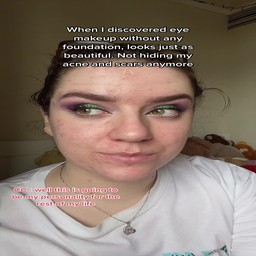 When I discovered eye
makeup without any
foundation, looks just as
beautiful. Not hiding my
acne and scars anymore
well this is going to
be my personality for the
rest of my life